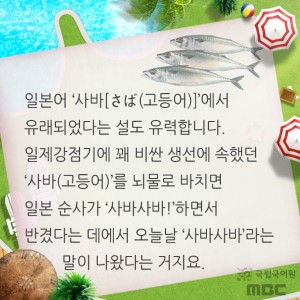 일본어 '사바[さば(고등어)]'에서
유래되었다는 설도 유력합니다.
일제강점기에 꽤 비싼 생선에 속했던
'사바(고등어)'를 뇌물로 바치면
일본 순사가 '사바사바!'하면서
반겼다는 데에서 오늘날 '사바사바'라는
말이 나왔다는 거지요.
국립국어원
MBC